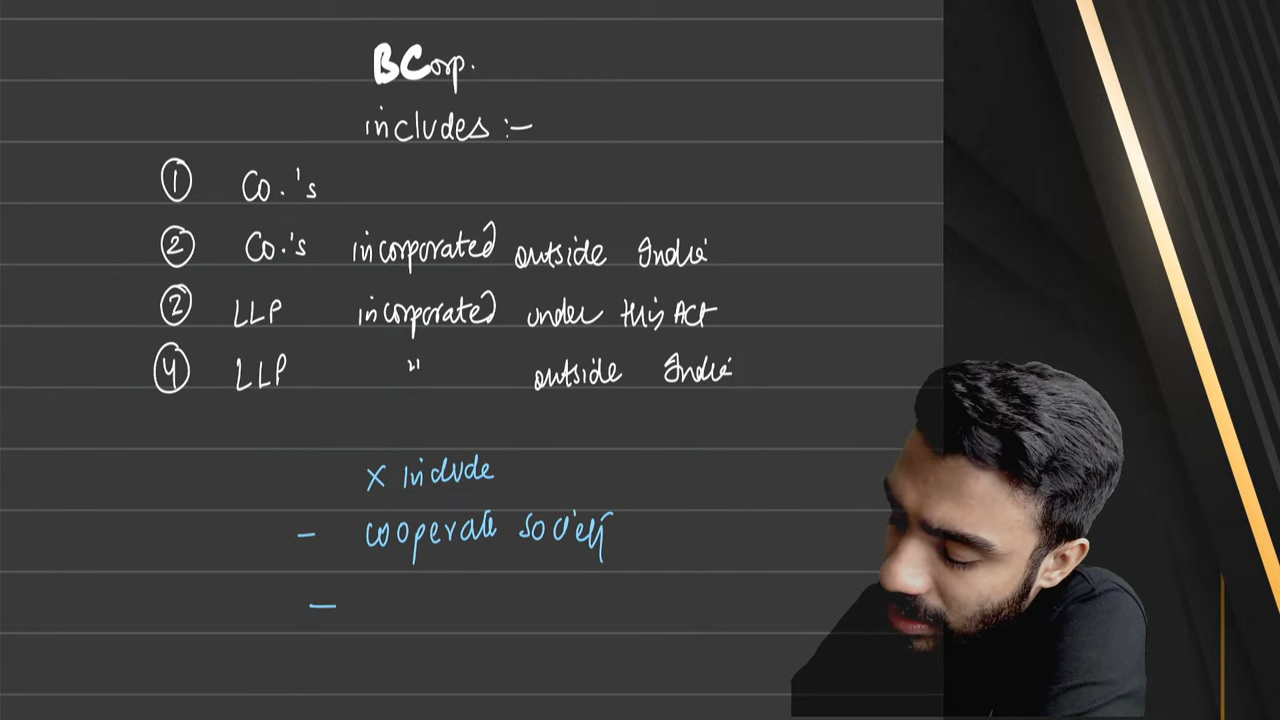 BCorp.
includes :-
① Co.'s
② Co.'s incorporated outside India
② LLP incorporated under this Act
④ LLP " outside India
x include
- cooperate society
-